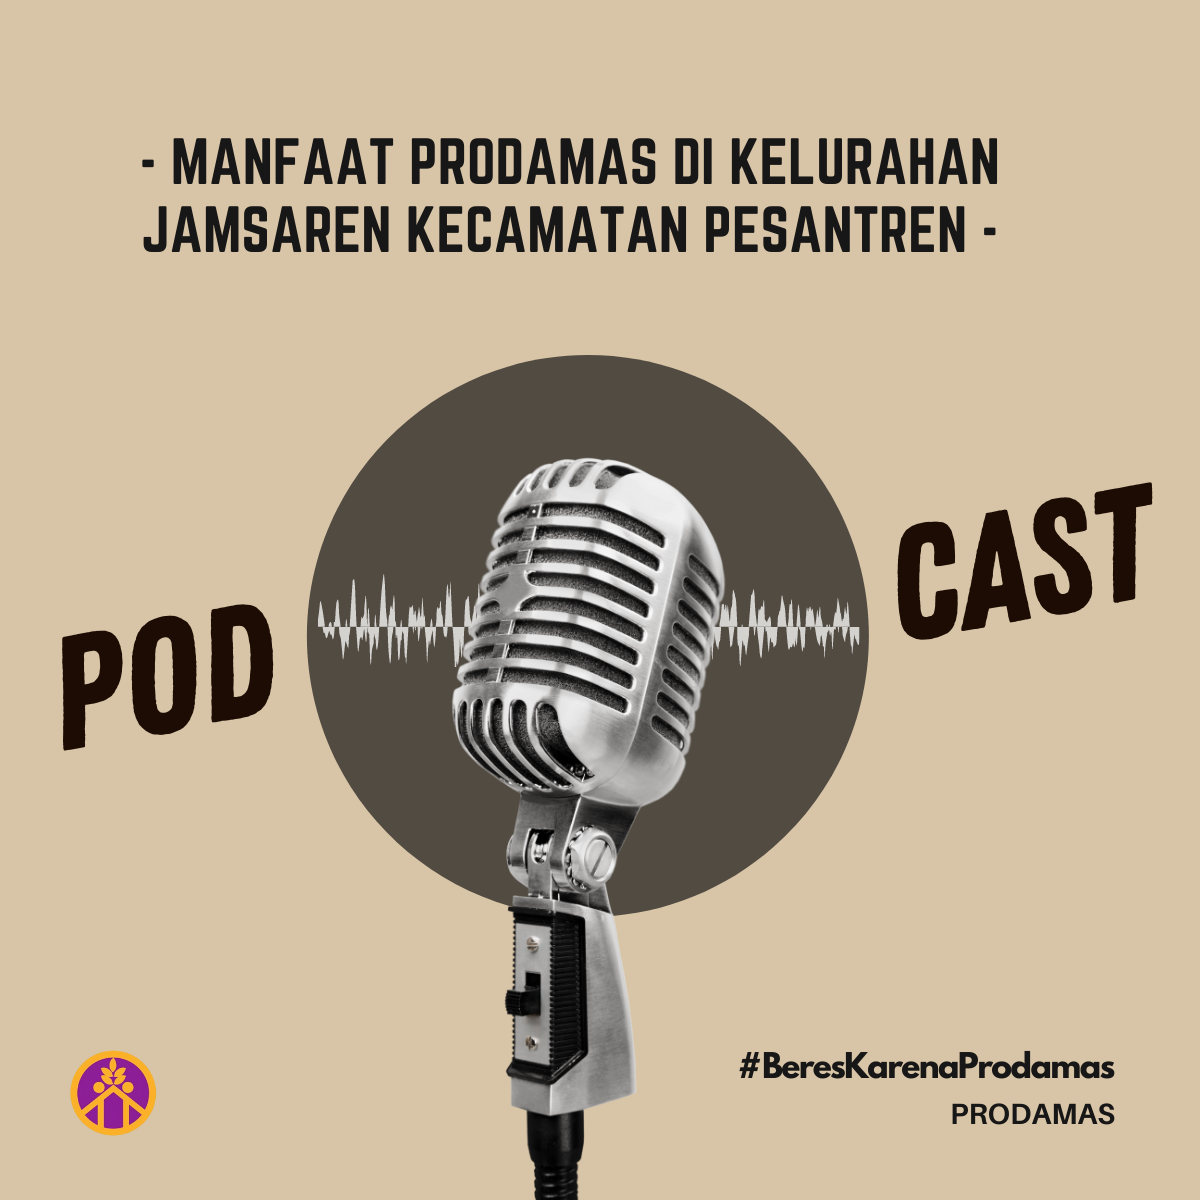 - MANFAAT PRODAMAS DI KELURAHAN
JAMSAREN KECAMATAN PESANTREN -
POD
CAST
#BeresKarenaProdamas
PRODAMAS